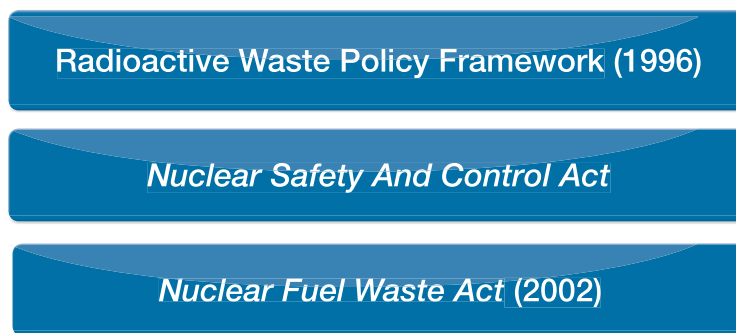 Radioactive Waste Policy Framework (1996)
Nuclear Safety And Control Act
Nuclear Fuel Waste Act (2002)